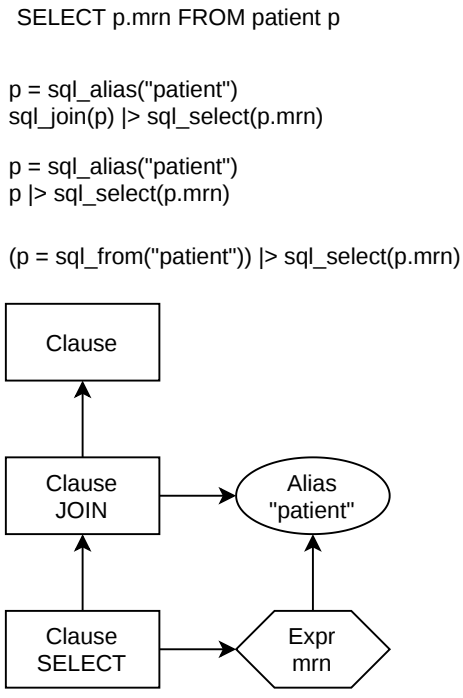 SELECT p.mrn FROM patient p
p = sql_alias("patient")
sql_join(p) |> sql_select(p.mrn)
p = sql_alias("patient")
p |> sql_select(p.mrn)
(p = sql_from("patient")) |> sql_select(p.mrn)
Clause
Clause
JOIN
Alias
"patient"
Clause
SELECT
Expr
mrn